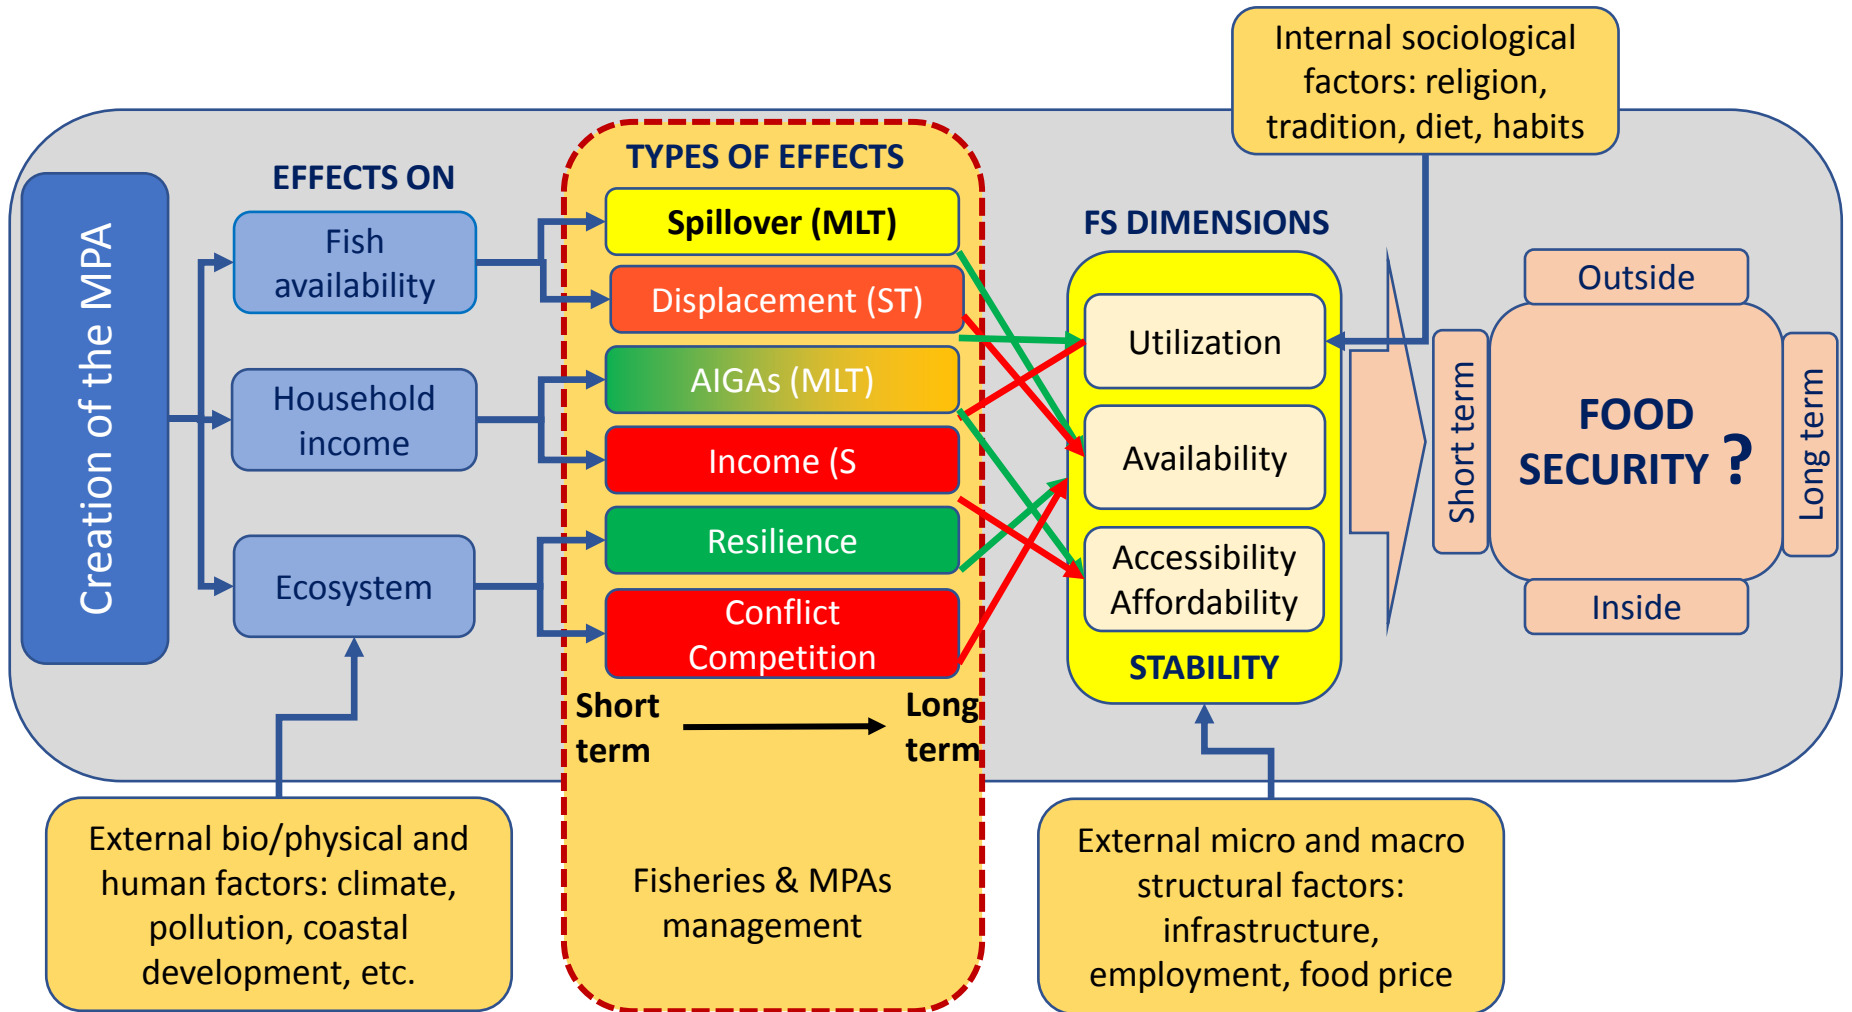 Internal sociological
factors: religion,
tradition, diet, habits
Creation of the MPA
EFFECTS ON
Fish
availability
Household
income
Ecosystem
TYPES OF EFFECTS
Spillover (MLT)
Displacement (ST)
AIGAs (MLT)
Income (S
Resilience
Conflict
Competition
Short
term
Long
term
Fisheries & MPAs
management
FS DIMENSIONS
Utilization
Availability
Accessibility
Affordability
STABILITY
Short term
Outside
FOOD
SECURITY ?
Inside
Long term
External bio/physical and
human factors: climate,
pollution, coastal
development, etc.
External micro and macro
structural factors:
infrastructure,
employment, food price